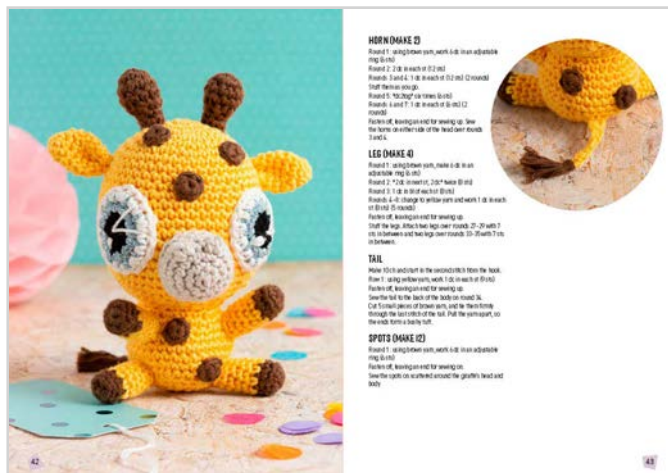 HORN (MAKE 2)
Round 1: using brown yarn, work 6 dc in an adjustable
ring (6 sts)
Round 2: 2 dc in each st (12 sts)
Rounds 3 and 4: 1 dc in each st (12 sts) (2 rounds)
Stuff them as you go.
Round 5: *dc2tog* six times (6 sts)
Rounds 6 and 7: 1 dc in each st (6 sts) (2
rounds)
Fasten off, leaving an end for sewing up. Sew
the horns on either side of the head over rounds
3 and 4.
LEG (MAKE 4)
Round 1: using brown yarn, make 6 dc in an
adjustable ring (6 sts)
Round 2: *2 dc in next st, 2 dc* twice (8 sts)
Round 3: 1 dc in blo of each st (8 sts)
Rounds 4–8: change to yellow yarn and work 1 dc in each
st (8 sts) (5 rounds)
Fasten off, leaving an end for sewing up.
Stuff the legs. Attach two legs over rounds 27–29 with 7
sts in between and two legs over rounds 33–35 with 7 sts
in between.
TAIL
Make 10 ch and start in the second stitch from the hook.
Row 1: using yellow yarn, work 1 dc in each st (9 sts)
Fasten off, leaving an end for sewing up.
Sew the tail to the back of the body on round 34.
Cut 5 small pieces of brown yarn, and tie them firmly
through the last stitch of the tail. Pull the yarn apart, so
the ends form a bushy tuft.
SPOTS (MAKE 12)
Round 1: using brown yarn, work 6 dc in an adjustable
ring (6 sts)
Fasten off, leaving an end for sewing on.
Sew the spots on scattered around the giraffe's head and
body
42
43